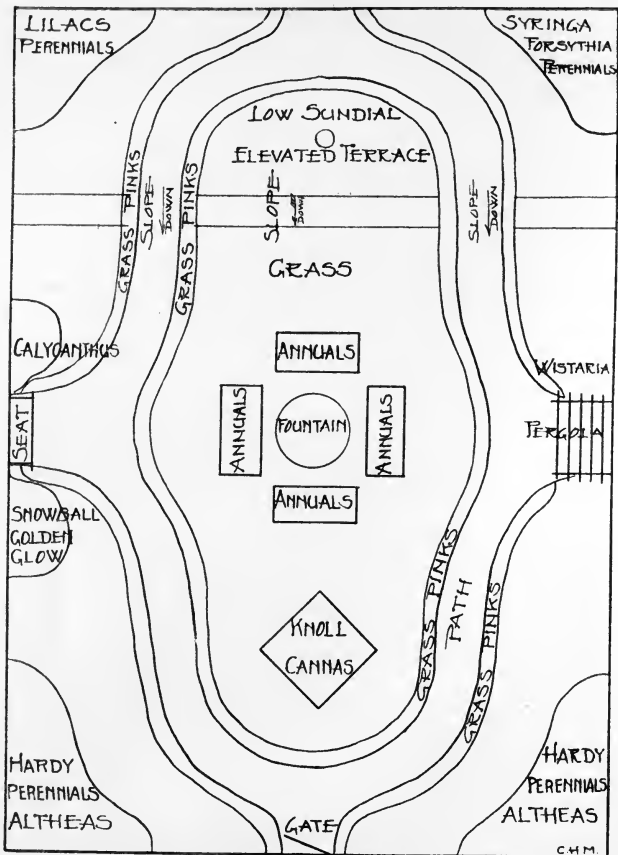 LILACS
PERENNIALS
SYRINGA
FORSYTHIA
PERENNIALS
LOW SUNDIAL
ELEVATED TERRACE
GRASS PINKS
SLOPE
DOWN
GRASS PINKS
SLOPE
DOWN
SLOPE
DOWN
GRASS
CALYCANTHUS
ANNUALS
WISTARIA
SEAT
ANNUALS
FOUNTAIN
ANNUALS
PERGOLA
ANNUALS
SNOWBALL
GOLDEN
GLOW
GRASS PINKS
PATH
GRASS PINKS
KNOLL
CANNAS
HARDY
PERENNIALS
ALTHEAS
HARDY
PERENNIALS
ALTHEAS
GATE
C.H.M.